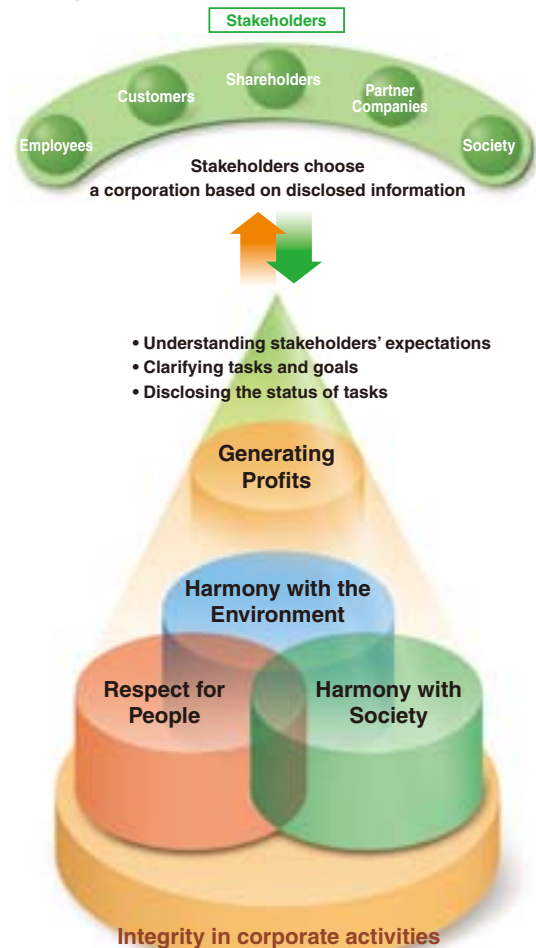 Stakeholders
Shareholders
Customers
Partner
Companies
Employees
Society
Stakeholders choose
a corporation based on disclosed information
• Understanding stakeholders' expectations
• Clarifying tasks and goals
• Disclosing the status of tasks
Generating
Profits
Harmony with the
Environment
Respect for
People
Harmony with
Society
Integrity in corporate activities